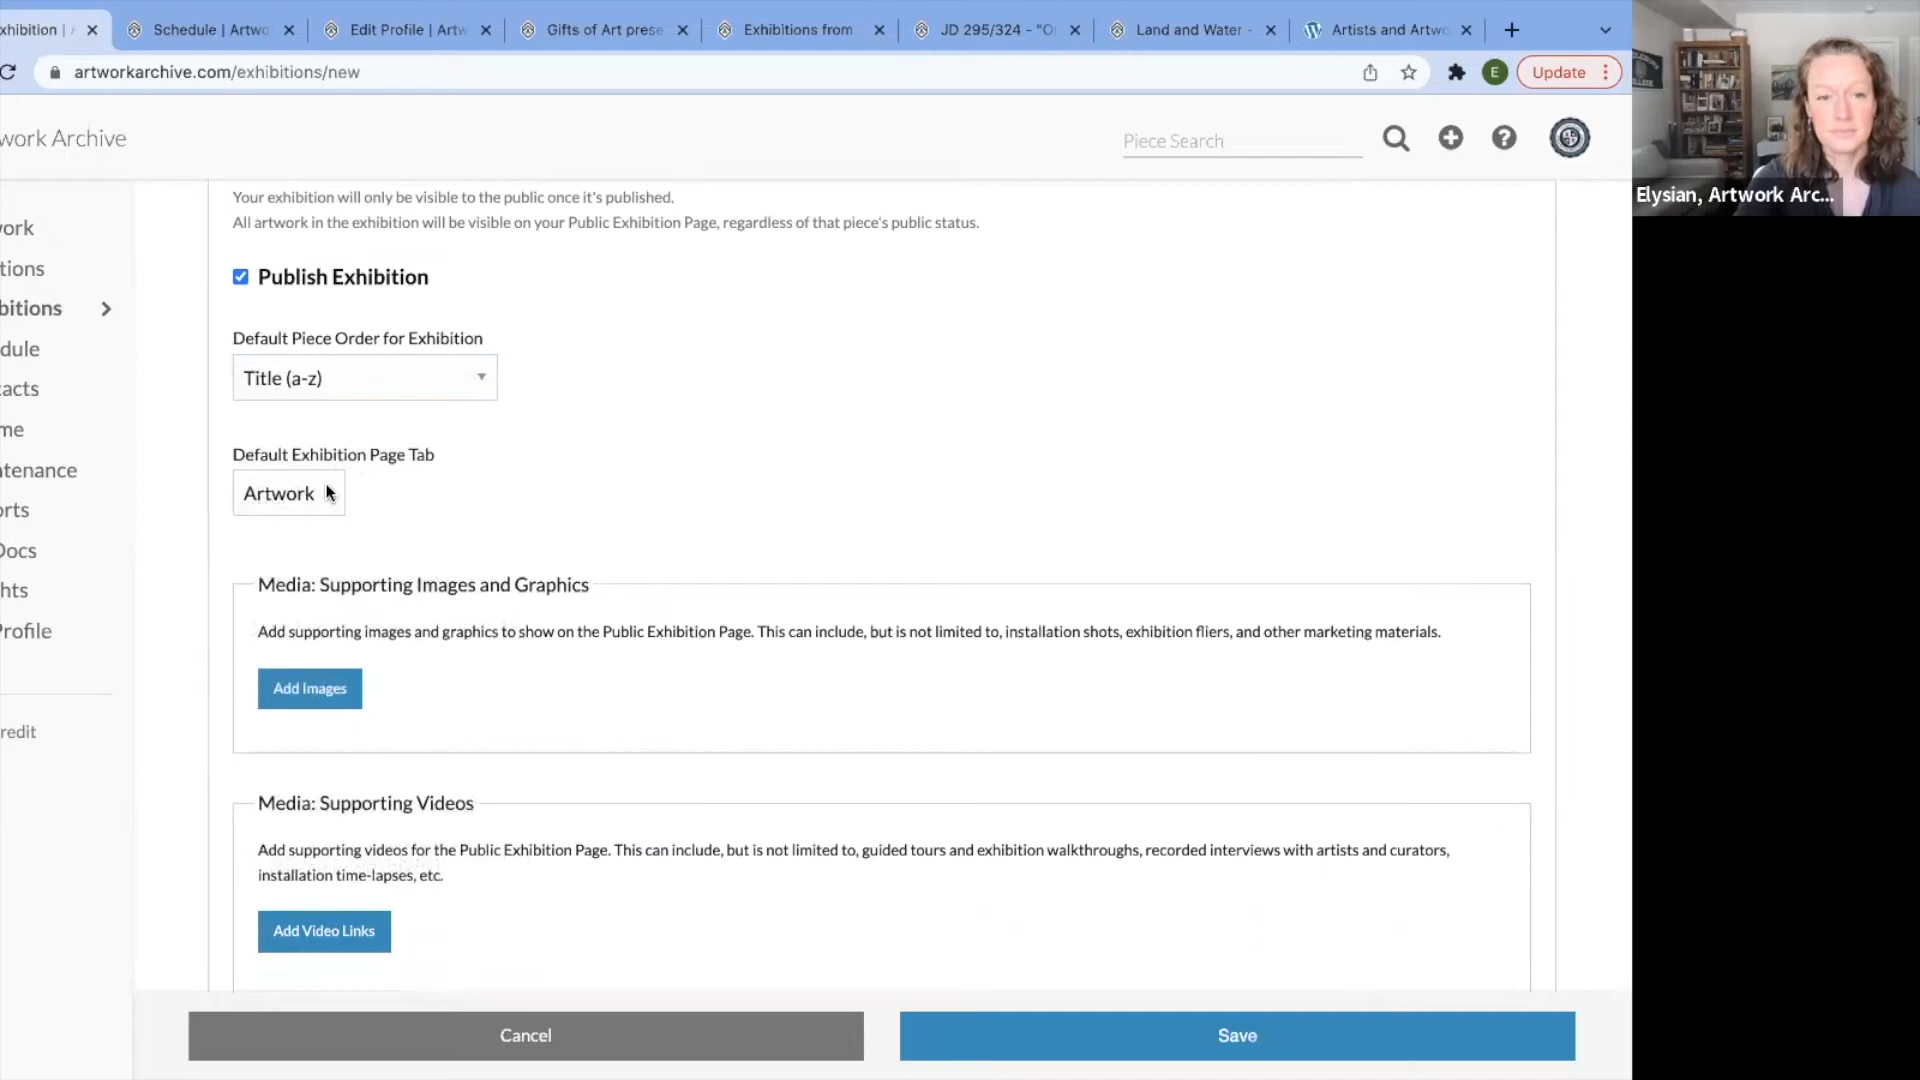 xhibition | /
Schedule | Artwo
Edit Profile | Artw
Gifts of Art prese
Exhibitions from
JD 295/324 - "O
Land and Water -
Artists and Artwo
artworkarchive.com/exhibitions/new
E
Update
work Archive
Piece Search
Elysian, Artwork Arc...
Your exhibition will only be visible to the public once it's published.
All artwork in the exhibition will be visible on your Public Exhibition Page, regardless of that piece's public status.
Publish Exhibition
Default Piece Order for Exhibition
Title (a-z)
Default Exhibition Page Tab
Artwork
Media: Supporting Images and Graphics
Add supporting images and graphics to show on the Public Exhibition Page. This can include, but is not limited to, installation shots, exhibition fliers, and other marketing materials.
Add Images
Media: Supporting Videos
Add supporting videos for the Public Exhibition Page. This can include, but is not limited to, guided tours and exhibition walkthroughs, recorded interviews with artists and curators,
installation time-lapses, etc.
Add Video Links
Cancel
Save
ork
tions
bitions
dule
acts
me
ntenance
orts
Docs
hts
Profile
redit